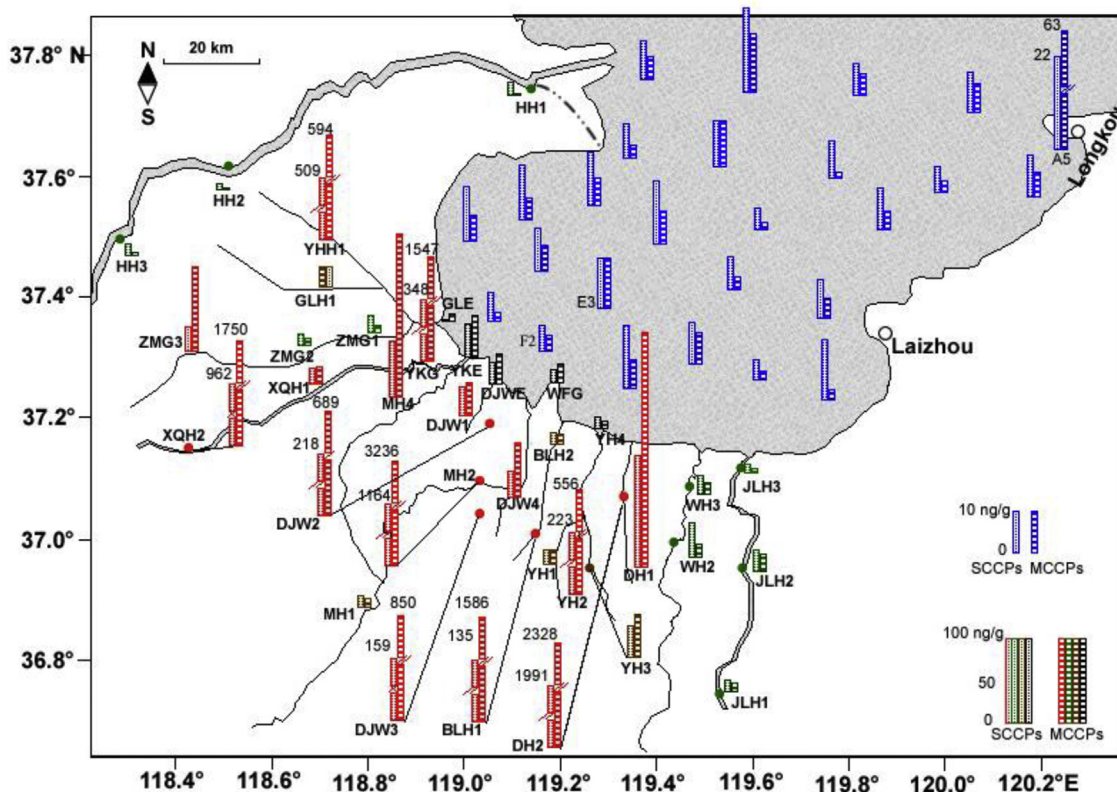 37.8° N
37.6°
37.4°
37.2°
37.0°
36.8°
N
S
20 km
HH1
HH2
HH3
594
509
YHH1
GLH1
ZMG3
ZMG2
ZMG1
1750
962
XQH1
XQH2
MH4
1547
348
YKG
GLE
YKE
DJWE
WFG
DJW1
YH4
BLH2
689
218
DJW2
3236
1164
MH2
DJW4
MH1
YH1
556
223
YH2
DH1
YH3
850
159
DJW3
1586
135
BLH1
2328
1991
DH2
WH3
WH2
JLH3
JLH2
JLH1
E3
F2
63
22
A5
Longkou
Laizhou
10 ng/g
0
SCCPs MCCPs
100 ng/g
50
0
SCCPs MCCPs
118.4° 118.6° 118.8° 119.0° 119.2° 119.4° 119.6° 119.8° 120.0° 120.2° E